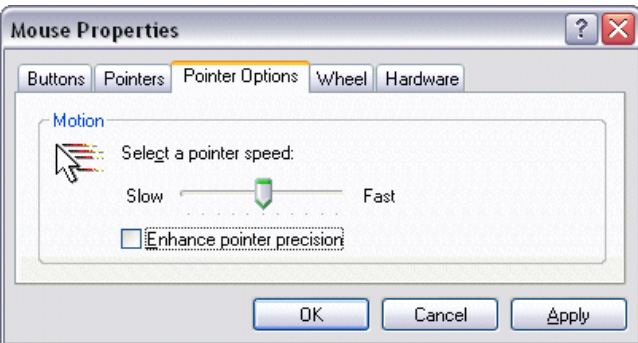 Mouse Properties
Buttons Pointers Pointer Options Wheel Hardware
Motion
Select a pointer speed:
Slow Fast
Enhance pointer precision
OK Cancel Apply